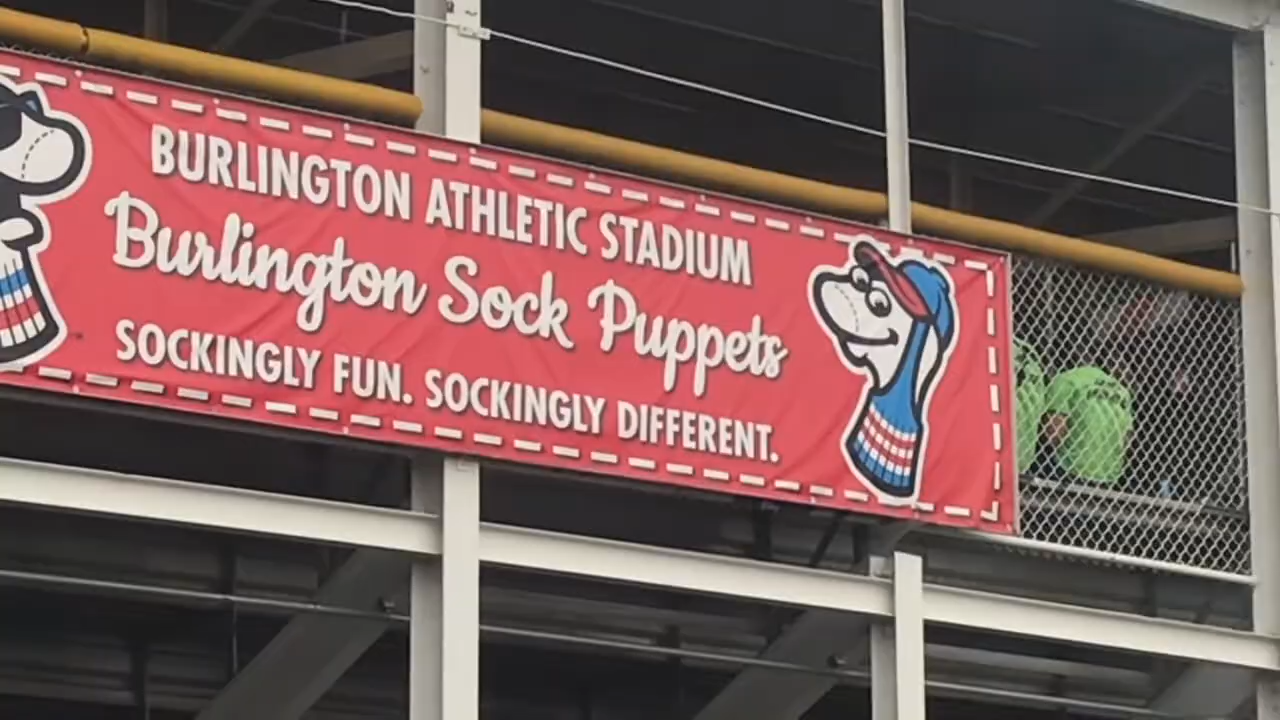 BURLINGTON ATHLETIC STADIUM
Burlington Sock Puppets
SOCKINGLY FUN. SOCKINGLY DIFFERENT.